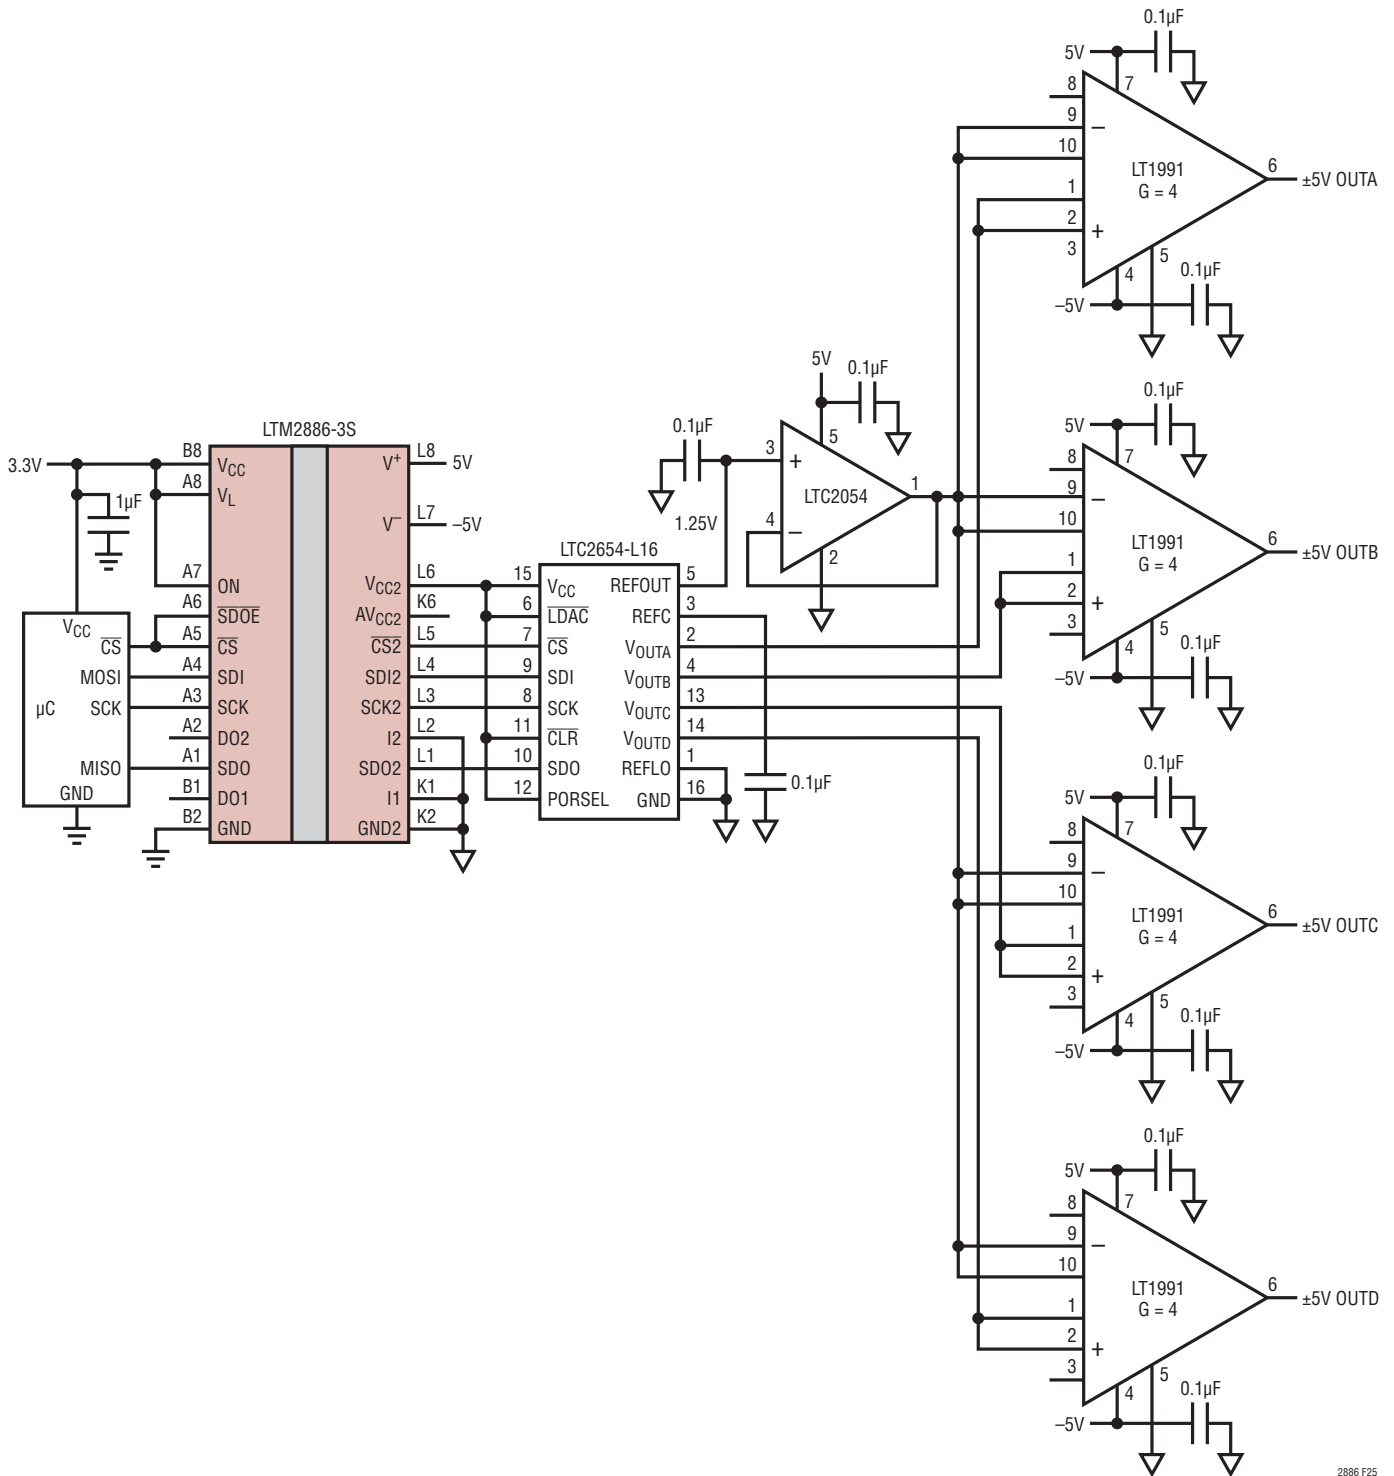 0.1µF
5V
7
8
9
–
10
LT1991
G = 4
6
±5V OUTA
1
2
+
3
5
4
0.1µF
–5V
0.1µF
5V
7
8
9
–
10
LT1991
G = 4
6
±5V OUTB
1
2
+
3
5
4
0.1µF
–5V
5V
0.1µF
5
0.1µF
3
+
1.25V
LTC2054
1
4
–
2
LTM2886-3S
3.3V
B8
VCC
A8
VL
1µF
A7
ON
A6
SDOE
A5
CS
A4
SDI
A3
SCK
A2
DO2
A1
SDO
B1
DO1
B2
GND
VCC
CS
MOSI
µC
SCK
MISO
GND
V+
L8
5V
V–
L7
–5V
VCC2
L6
AVCC2
K6
CS2
L5
SDI2
L4
SCK2
L3
I2
L2
SDO2
L1
I1
K1
GND2
K2
LTC2654-L16
15
VCC
6
LDAC
7
CS
9
SDI
8
SCK
11
CLR
10
SDO
12
PORSEL
REFOUT
5
REFC
3
VOUTA
2
VOUTB
4
VOUTC
13
VOUTD
14
REFLO
1
GND
16
0.1µF
0.1µF
5V
7
8
9
–
10
LT1991
G = 4
6
±5V OUTC
1
2
+
3
5
4
0.1µF
–5V
0.1µF
5V
7
8
9
–
10
LT1991
G = 4
6
±5V OUTD
1
2
+
3
5
4
0.1µF
–5V
2886 F25